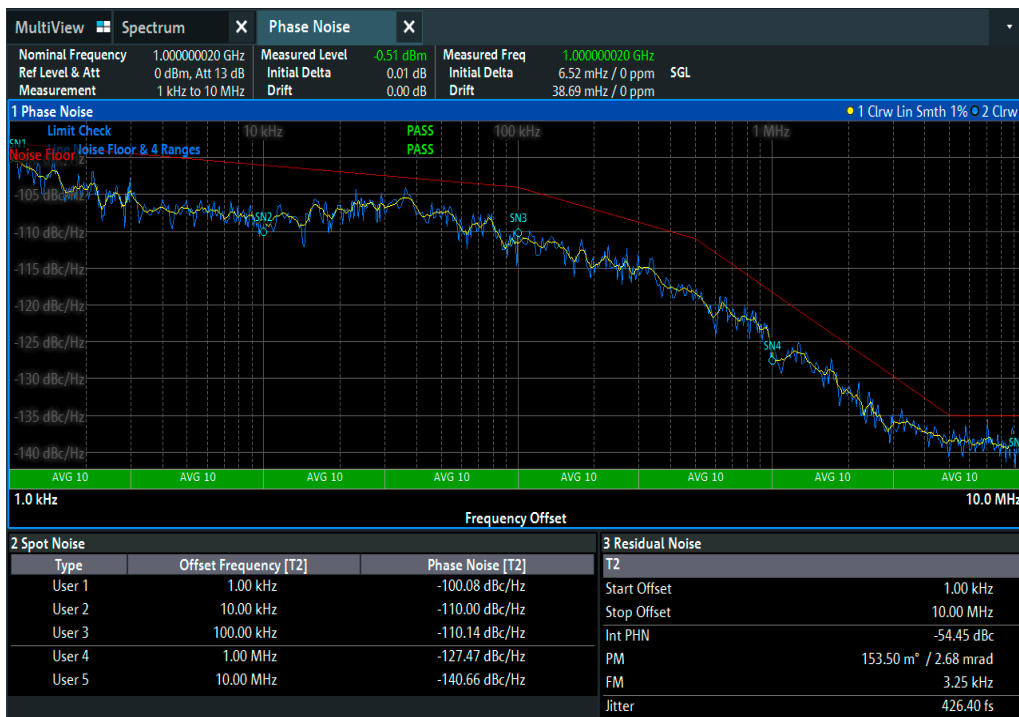 MultiView Spectrum X Phase Noise X
Nominal Frequency 1.000000020 GHz Measured Level -0.51 dBm Measured Freq 1.000000020 GHz
Ref Level & Att 0 dBm, Att 13 dB Initial Delta 0.01 dB Initial Delta 6.52 mHz / 0 ppm SGL
Measurement 1 kHz to 10 MHz Drift 0.00 dB Drift 38.69 mHz / 0 ppm
1 Phase Noise 1 Clrw Lin Smth 1% 2 Clrw
Limit Check 10 kHz PASS 100 kHz 1 MHz
SN1
Noise Floor Noise Floor & 4 Ranges PASS
-105 dBc/Hz
SN2 SN3
-110 dBc/Hz
-115 dBc/Hz
-120 dBc/Hz
-125 dBc/Hz
SN4
-130 dBc/Hz
-135 dBc/Hz
-140 dBc/Hz SN
AVG 10 AVG 10 AVG 10 AVG 10 AVG 10 AVG 10 AVG 10 AVG 10
1.0 kHz 10.0 MHz
Frequency Offset
2 Spot Noise
Type Offset Frequency [T2] Phase Noise [T2]
User 1 1.00 kHz -100.08 dBc/Hz
User 2 10.00 kHz -110.00 dBc/Hz
User 3 100.00 kHz -110.14 dBc/Hz
User 4 1.00 MHz -127.47 dBc/Hz
User 5 10.00 MHz -140.66 dBc/Hz
3 Residual Noise
T2
Start Offset 1.00 kHz
Stop Offset 10.00 MHz
Int PHN -54.45 dBc
PM 153.50 m° / 2.68 mrad
FM 3.25 kHz
Jitter 426.40 fs